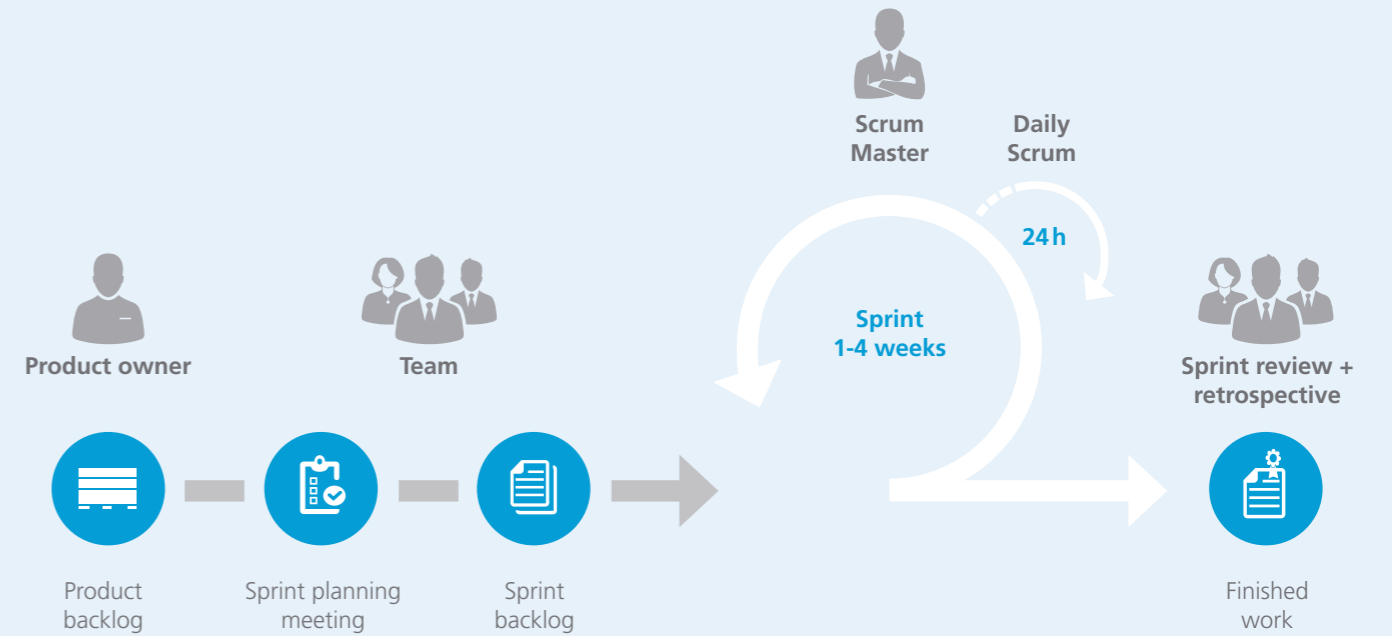 Scrum
Master
Daily
Scrum
24 h
Sprint
1-4 weeks
Product owner
Team
Sprint review +
retrospective
Product
backlog
Sprint planning
meeting
Sprint
backlog
Finished
work